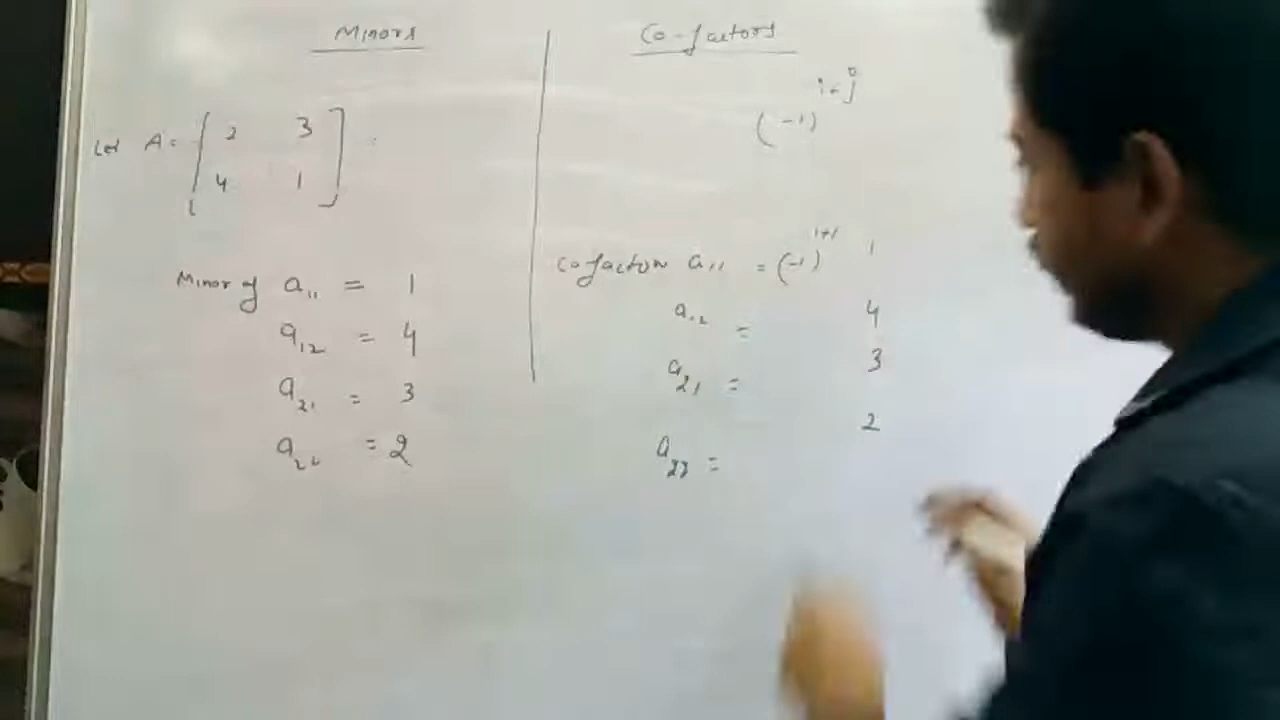 Minors
Let A = [ 2 3
4 1 ]
Minor of a11 = 1
a12 = 4
a21 = 3
a22 = 2
Co-factors
(-1)^i+j
Cofactor a11 = (-1)^1+1 1
a12 = 4
a21 = 3
a22 = 2